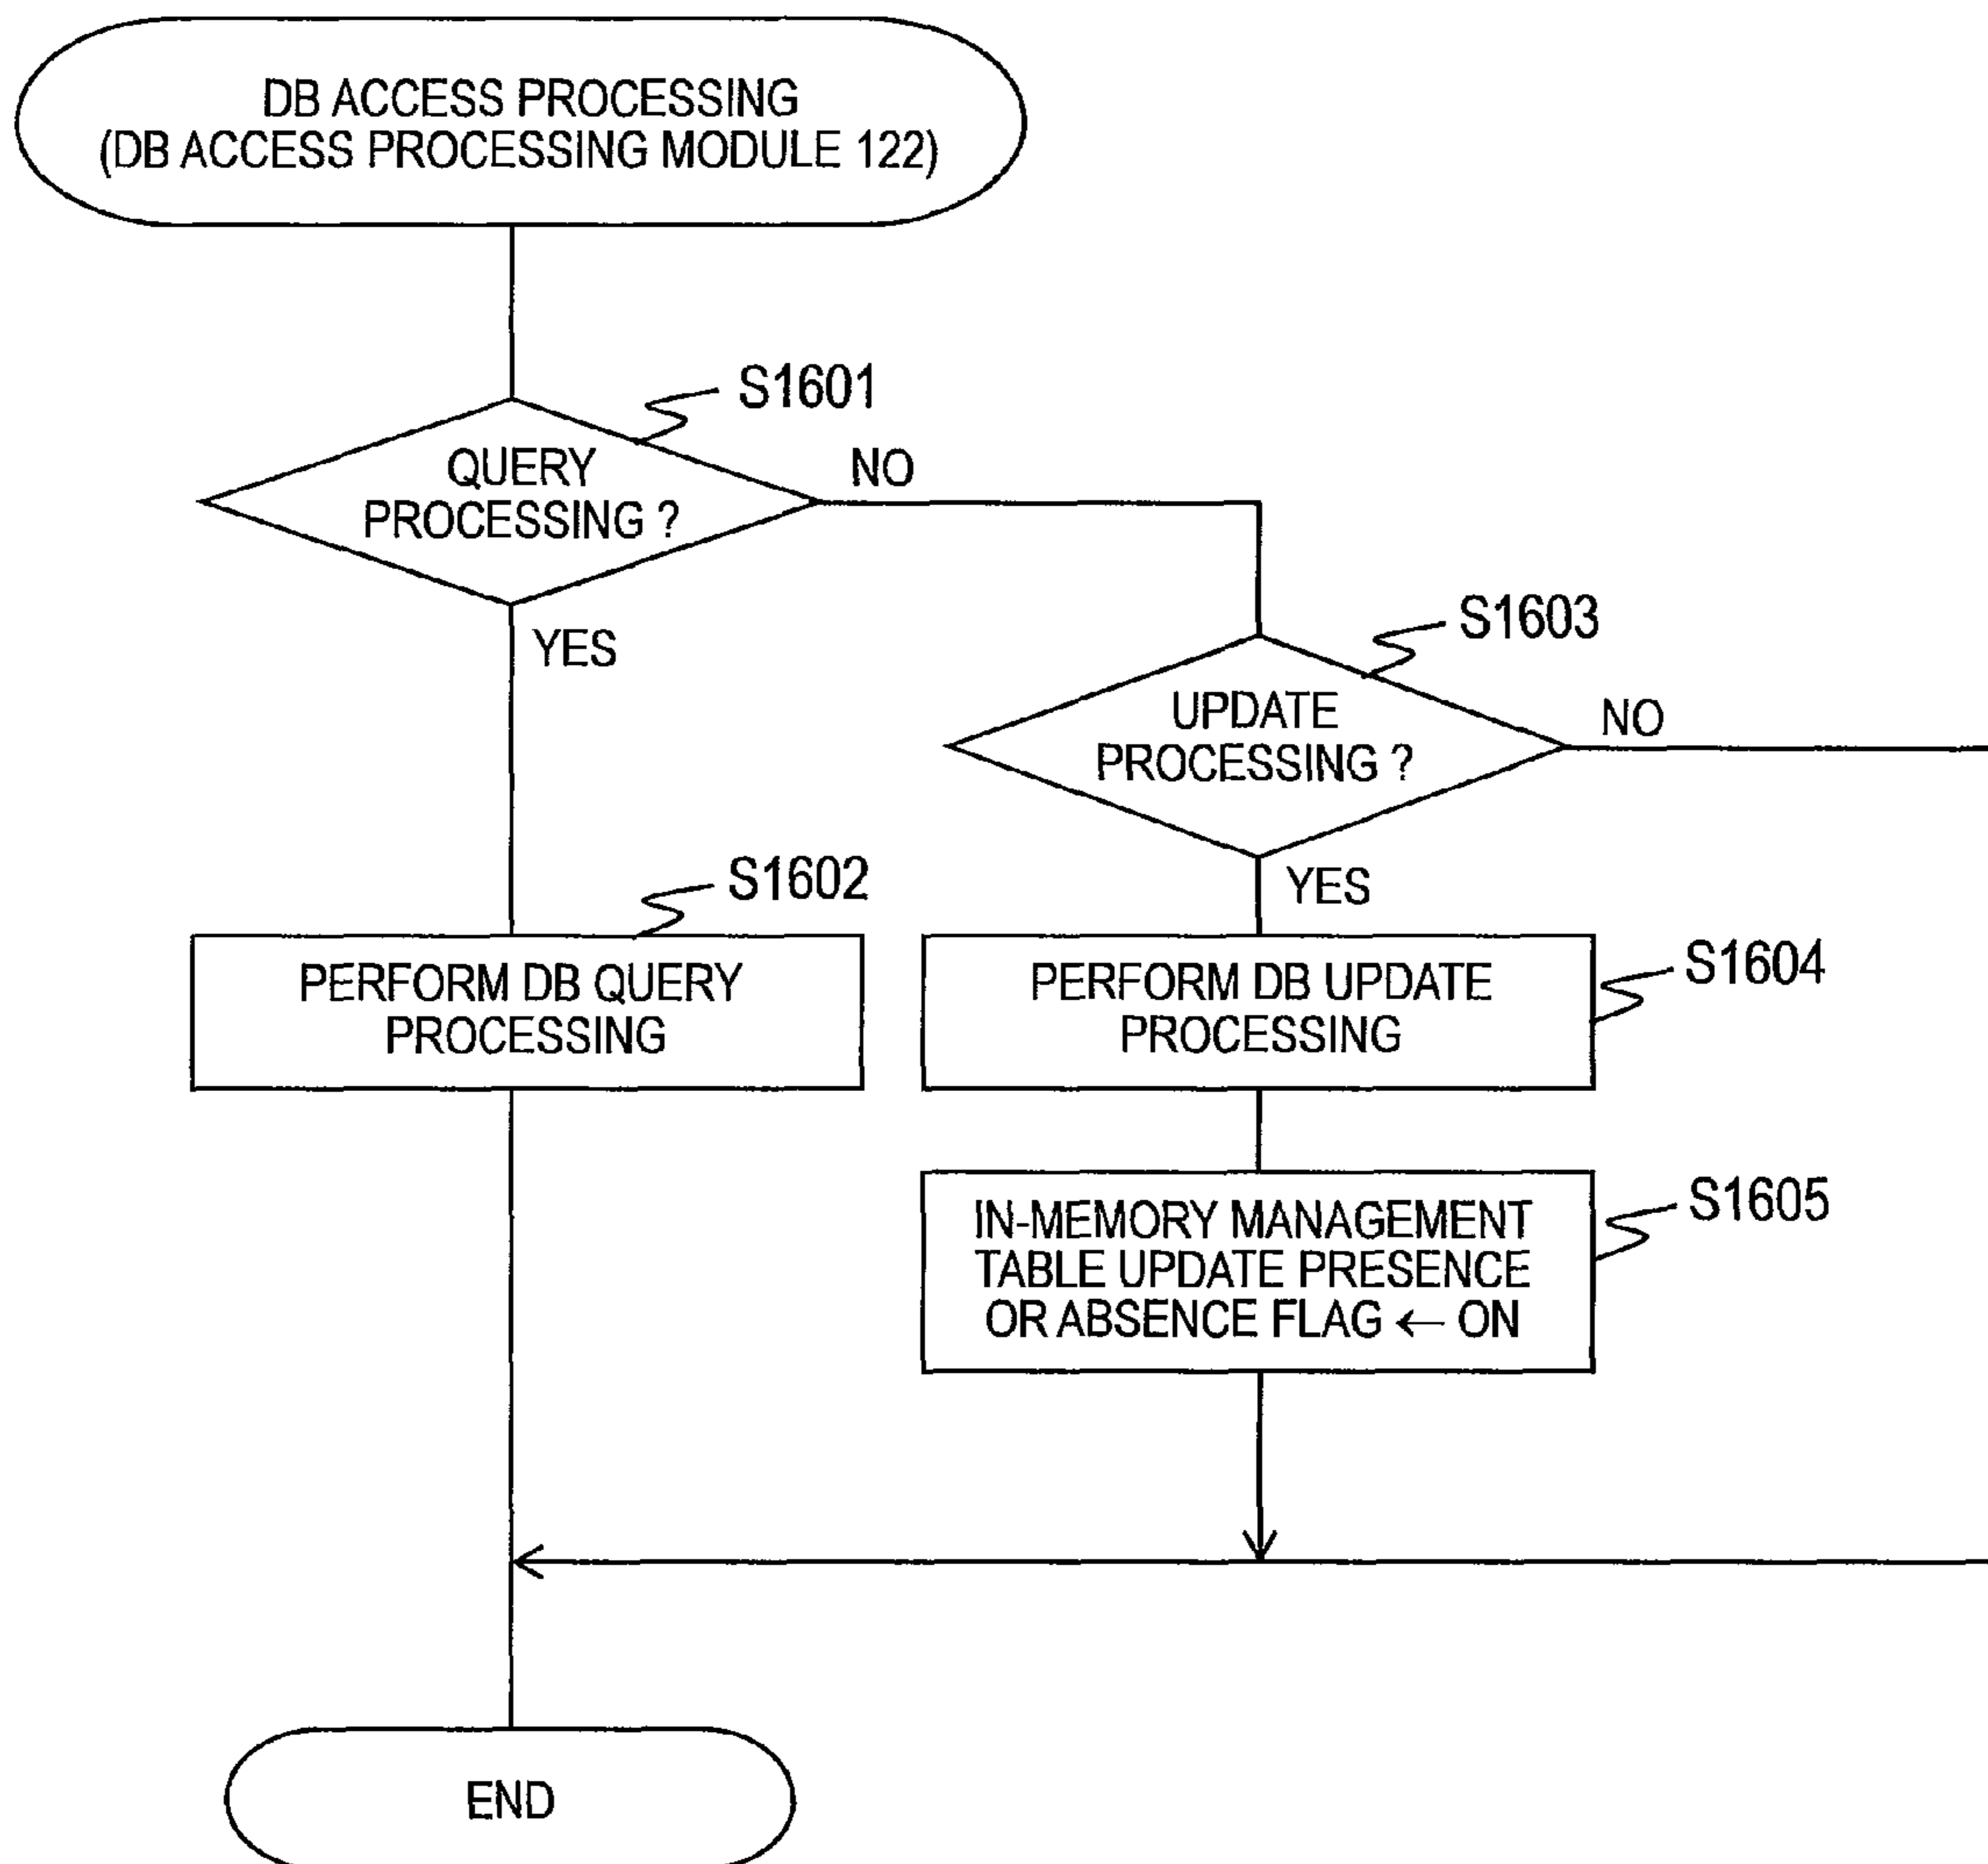 DB ACCESS PROCESSING
(DB ACCESS PROCESSING MODULE 122)
S1601
QUERY
PROCESSING ?
NO
YES
S1603
UPDATE
PROCESSING ?
NO
YES
S1602
PERFORM DB QUERY
PROCESSING
S1604
PERFORM DB UPDATE
PROCESSING
S1605
IN-MEMORY MANAGEMENT
TABLE UPDATE PRESENCE
OR ABSENCE FLAG ← ON
END